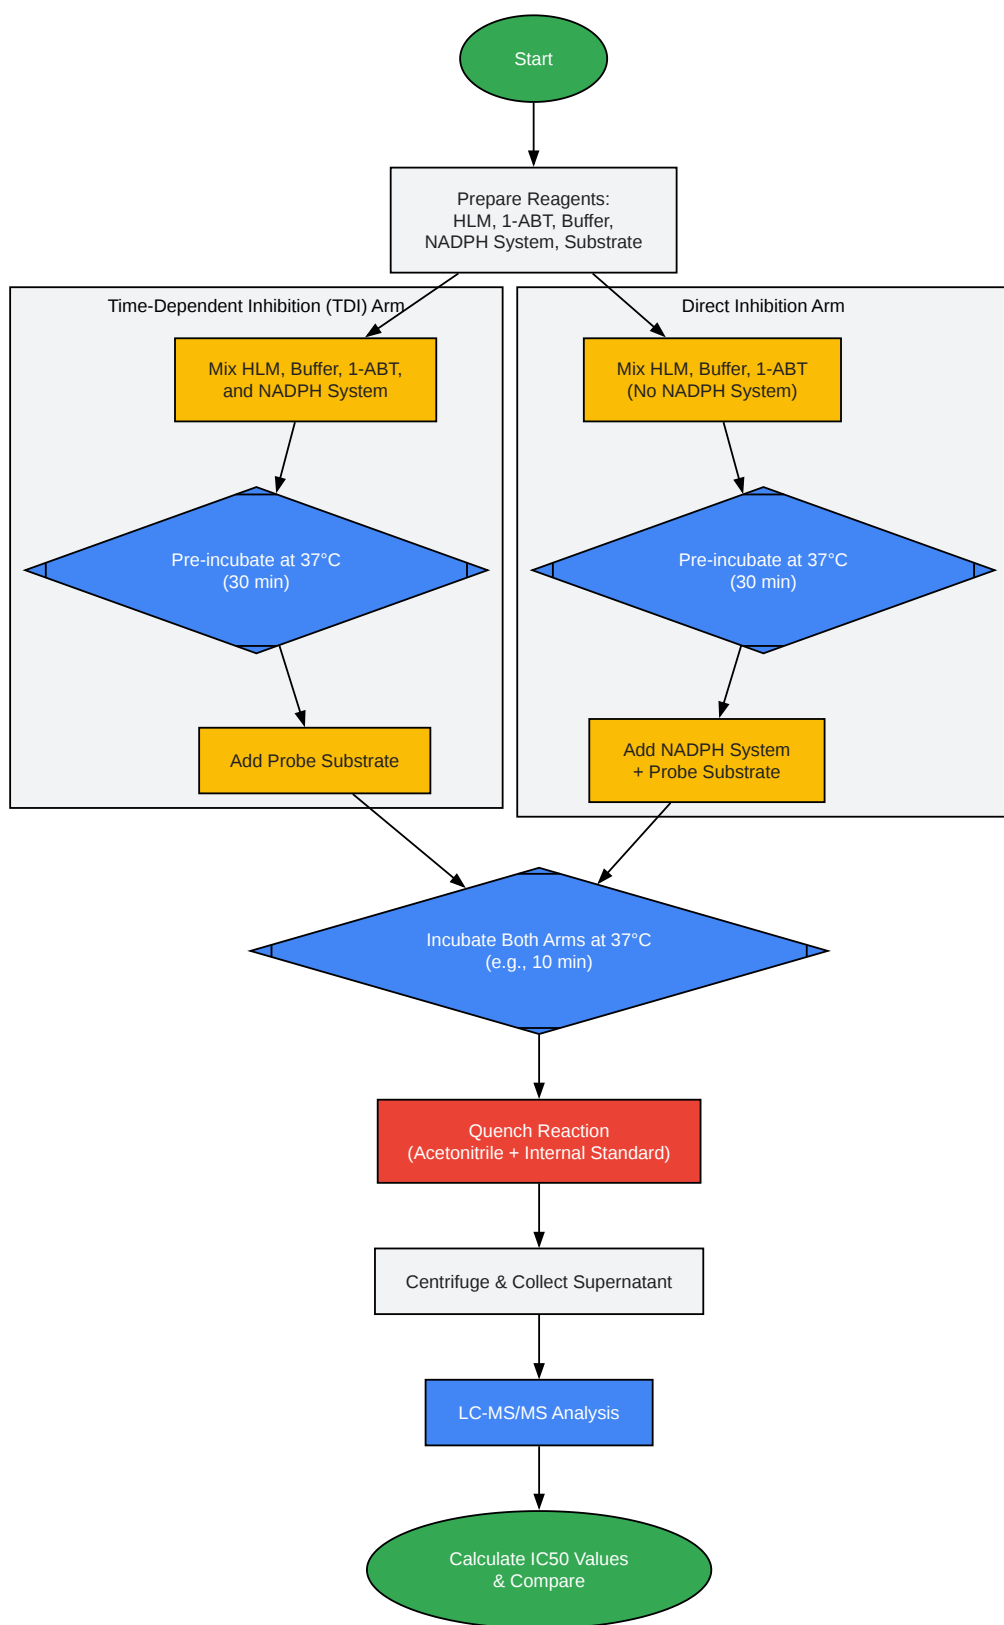 Start
Prepare Reagents:
HLM, 1-ABT, Buffer,
NADPH System, Substrate
Time-Dependent Inhibition (TDI) Arm
Mix HLM, Buffer, 1-ABT,
and NADPH System
Pre-incubate at 37°C
(30 min)
Add Probe Substrate
Direct Inhibition Arm
Mix HLM, Buffer, 1-ABT
(No NADPH System)
Pre-incubate at 37°C
(30 min)
Add NADPH System
+ Probe Substrate
Incubate Both Arms at 37°C
(e.g., 10 min)
Quench Reaction
(Acetonitrile + Internal Standard)
Centrifuge & Collect Supernatant
LC-MS/MS Analysis
Calculate IC50 Values
& Compare